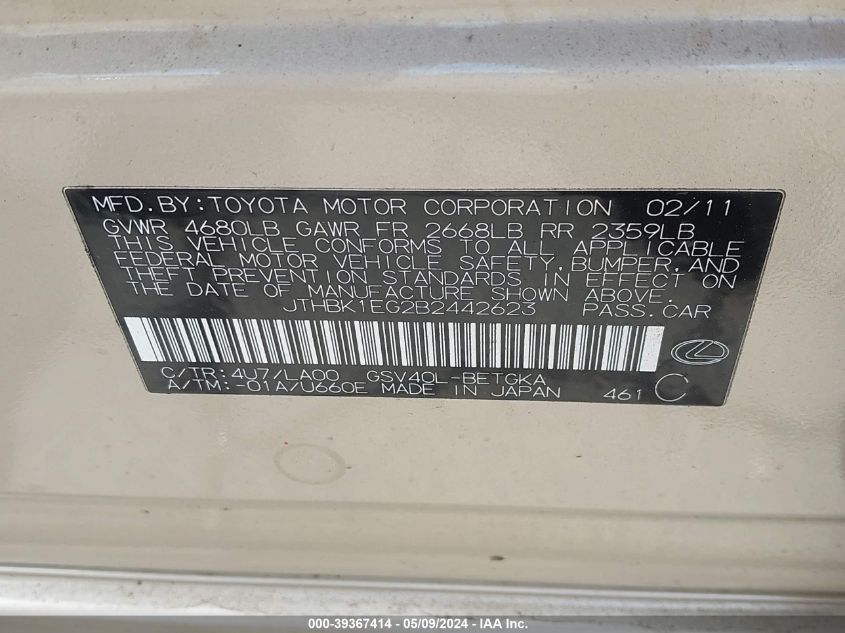 MFD. BY: TOYOTA MOTOR CORPORATION 02/11
GVWR 4680LB GAWR FR 2668LB RR 2359LB
THIS VEHICLE CONFORMS TO ALL APPLICABLE
FEDERAL MOTOR VEHICLE SAFETY, BUMPER, AND
THEFT PREVENTION STANDARDS IN EFFECT ON
THE DATE OF MANUFACTURE SHOWN ABOVE.
JTHBK1EG2B2442623 PASS. CAR
C/TR: 4U7/LA00 GSV40L-BETGKA
A/TM: -01A/U660E MADE IN JAPAN 461 C
000-39367414 | 05/09/2024 | IAA Inc.